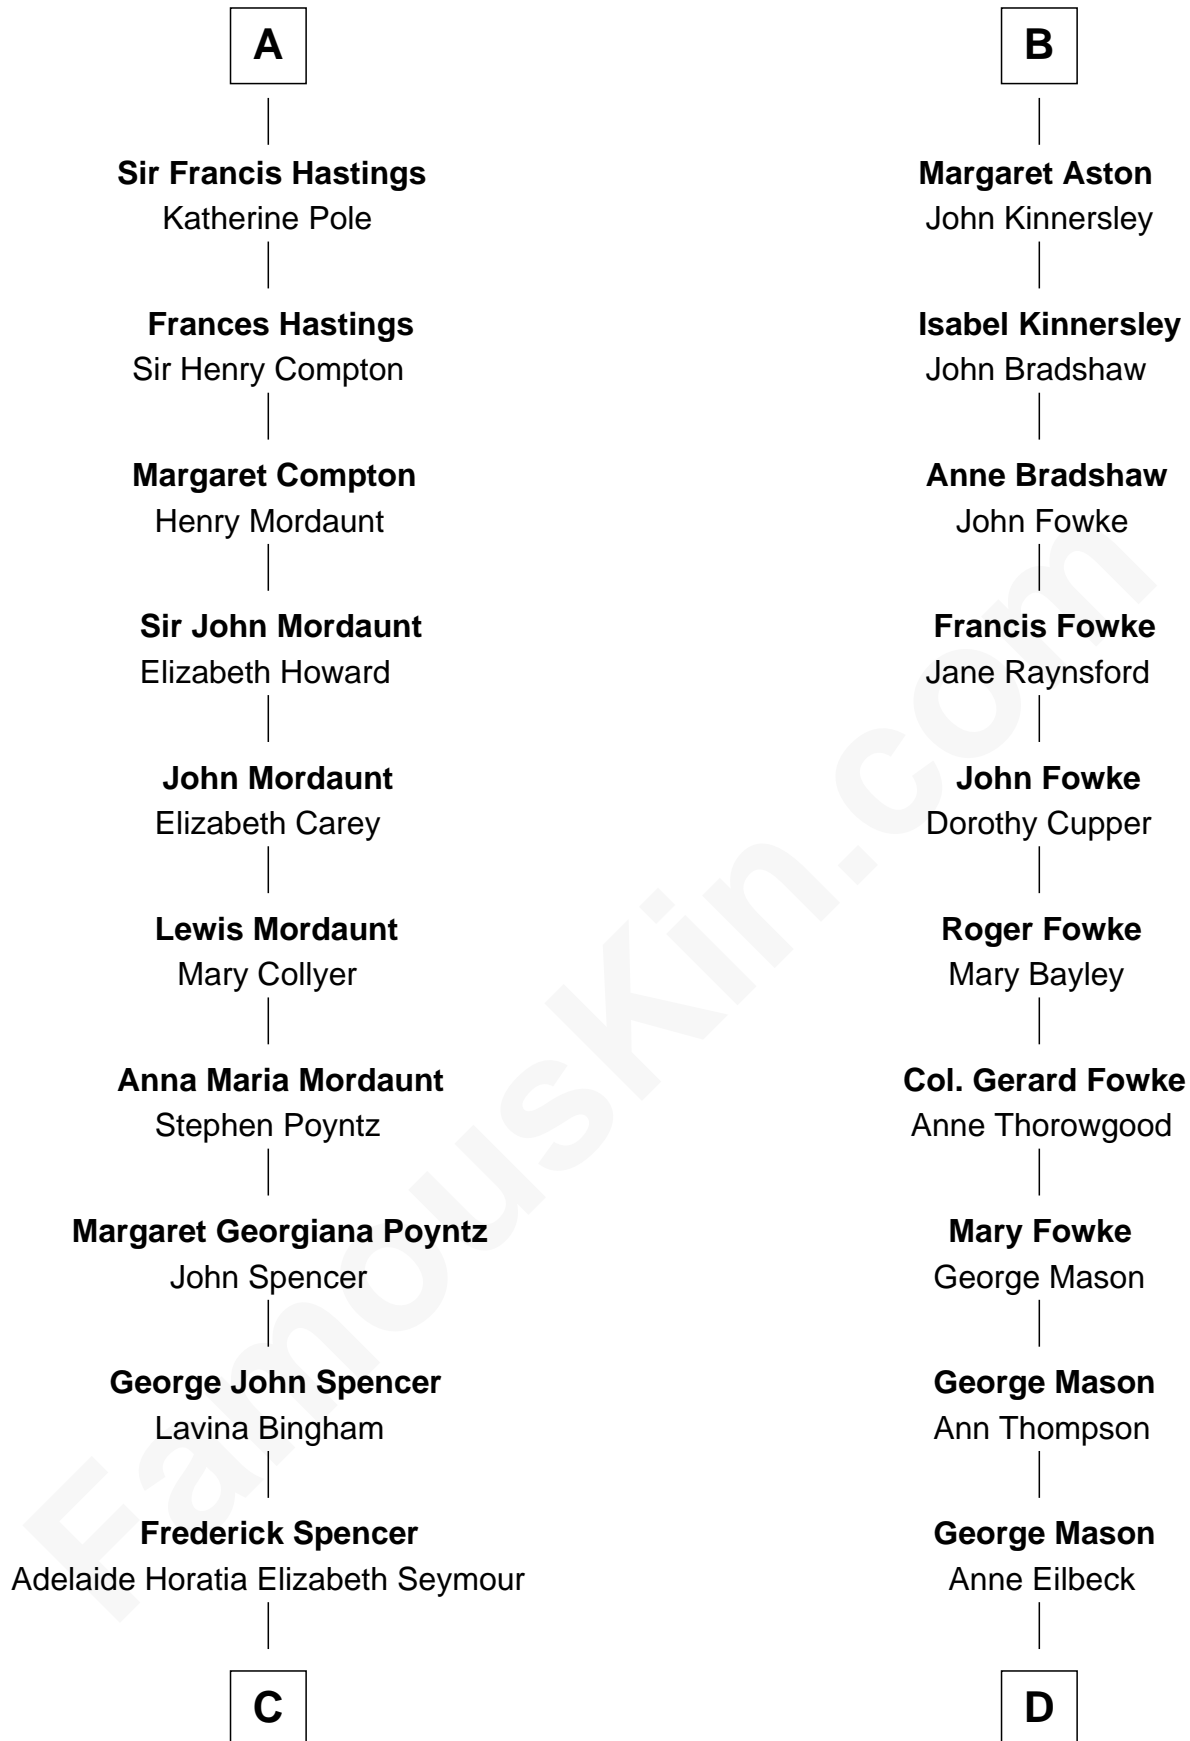 A
Sir Francis Hastings
Katherine Pole
Frances Hastings
Sir Henry Compton
Margaret Compton
Henry Mordaunt
Sir John Mordaunt
Elizabeth Howard
John Mordaunt
Elizabeth Carey
Lewis Mordaunt
Mary Collyer
Anna Maria Mordaunt
Stephen Poyntz
Margaret Georgiana Poyntz
John Spencer
George John Spencer
Lavina Bingham
Frederick Spencer
Adelaide Horatia Elizabeth Seymour
C
B
Margaret Aston
John Kinnersley
Isabel Kinnersley
John Bradshaw
Anne Bradshaw
John Fowke
Francis Fowke
Jane Raynsford
John Fowke
Dorothy Cupper
Roger Fowke
Mary Bayley
Col. Gerard Fowke
Anne Thorowgood
Mary Fowke
George Mason
George Mason
Ann Thompson
George Mason
Anne Eilbeck
D
FamousKin.com